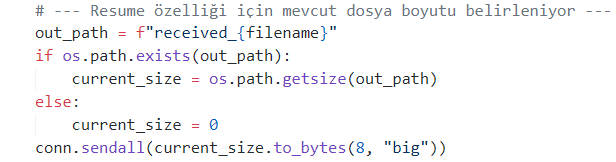 # --- Resume özelliği için mevcut dosya boyutu belirleniyor ---
out_path = f"received_{filename}"
if os.path.exists(out_path):
    current_size = os.path.getsize(out_path)
else:
    current_size = 0
conn.sendall(current_size.to_bytes(8, "big"))